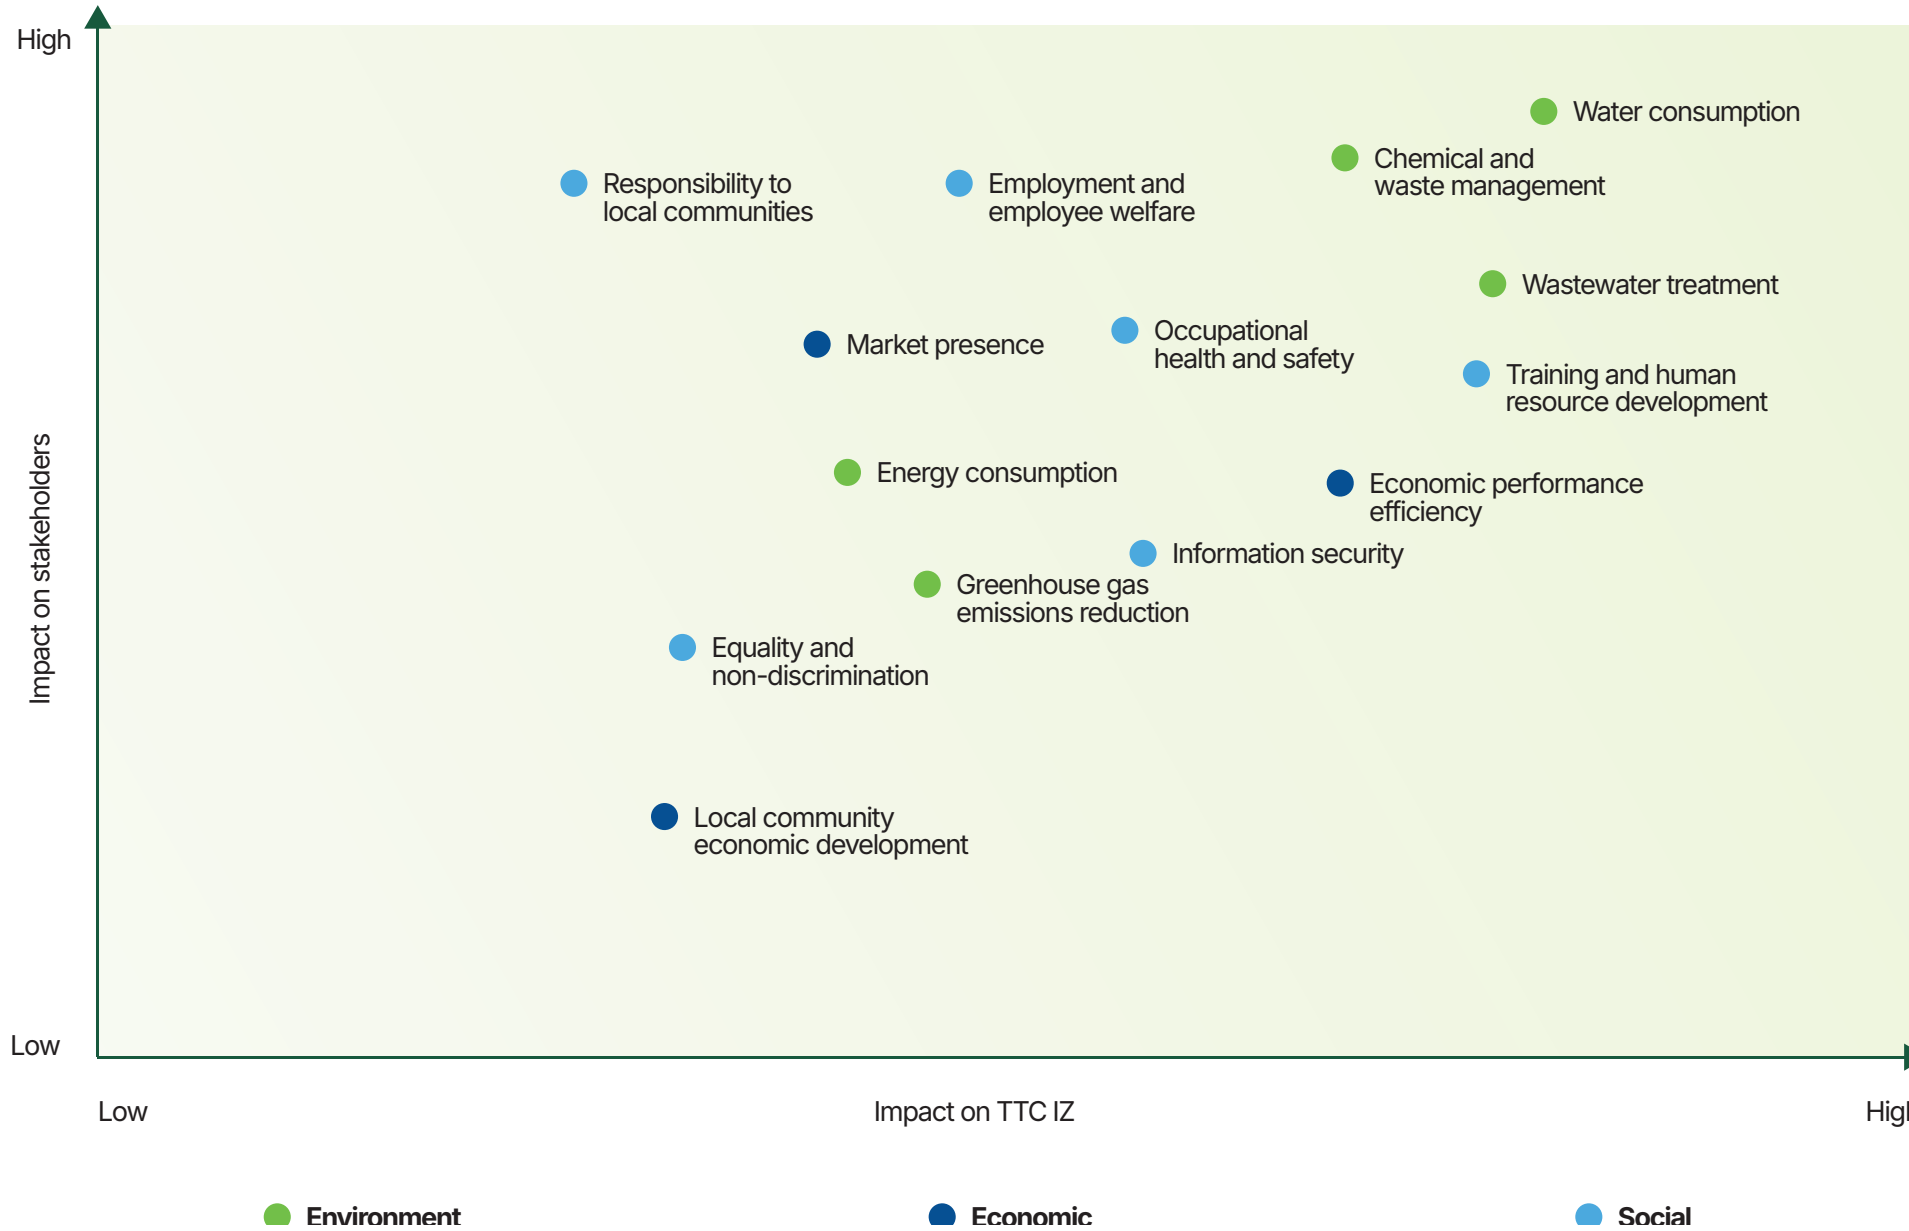 High
Water consumption
Chemical and
waste management
Responsibility to
local communities
Employment and
employee welfare
Wastewater treatment
Occupational
health and safety
Market presence
Training and human
resource development
Energy consumption
Economic performance
efficiency
Information security
Greenhouse gas
emissions reduction
Equality and
non-discrimination
Local community
economic development
Impact on stakeholders
Low
Low
Impact on TTC IZ
High
Environment
Economic
Social